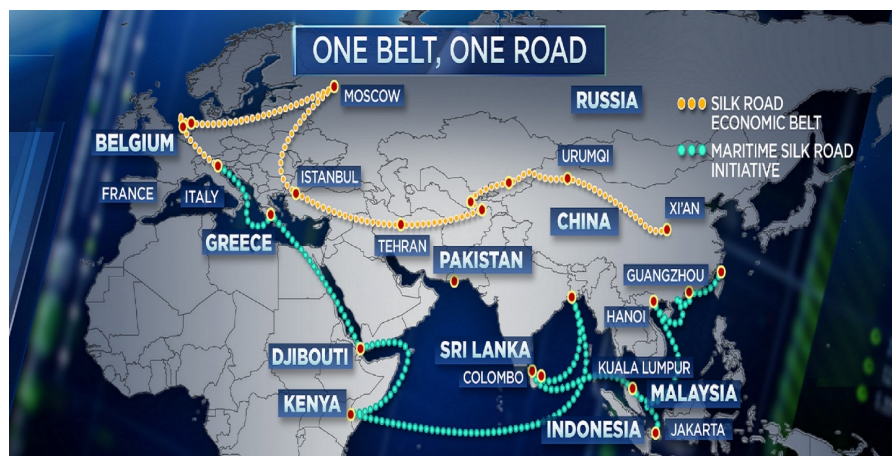 ONE BELT, ONE ROAD
MOSCOW
RUSSIA
SILK ROAD
ECONOMIC BELT
MARITIME SILK ROAD
INITIATIVE
BELGIUM
URUMQI
ISTANBUL
FRANCE
ITALY
XI'AN
CHINA
GREECE
TEHRAN
PAKISTAN
GUANGZHOU
HANOI
DJIBOUTI
SRI LANKA
COLOMBO
KUALA LUMPUR
MALAYSIA
KENYA
INDONESIA
JAKARTA